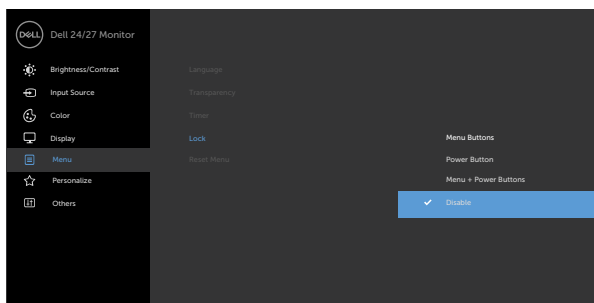 DELL Dell 24/27 Monitor
Brightness/Contrast
Input Source
Color
Display
Menu
Personalize
Others
Language
Transparency
Timer
Lock
Reset Menu
Menu Buttons
Power Button
Menu + Power Buttons
Disable